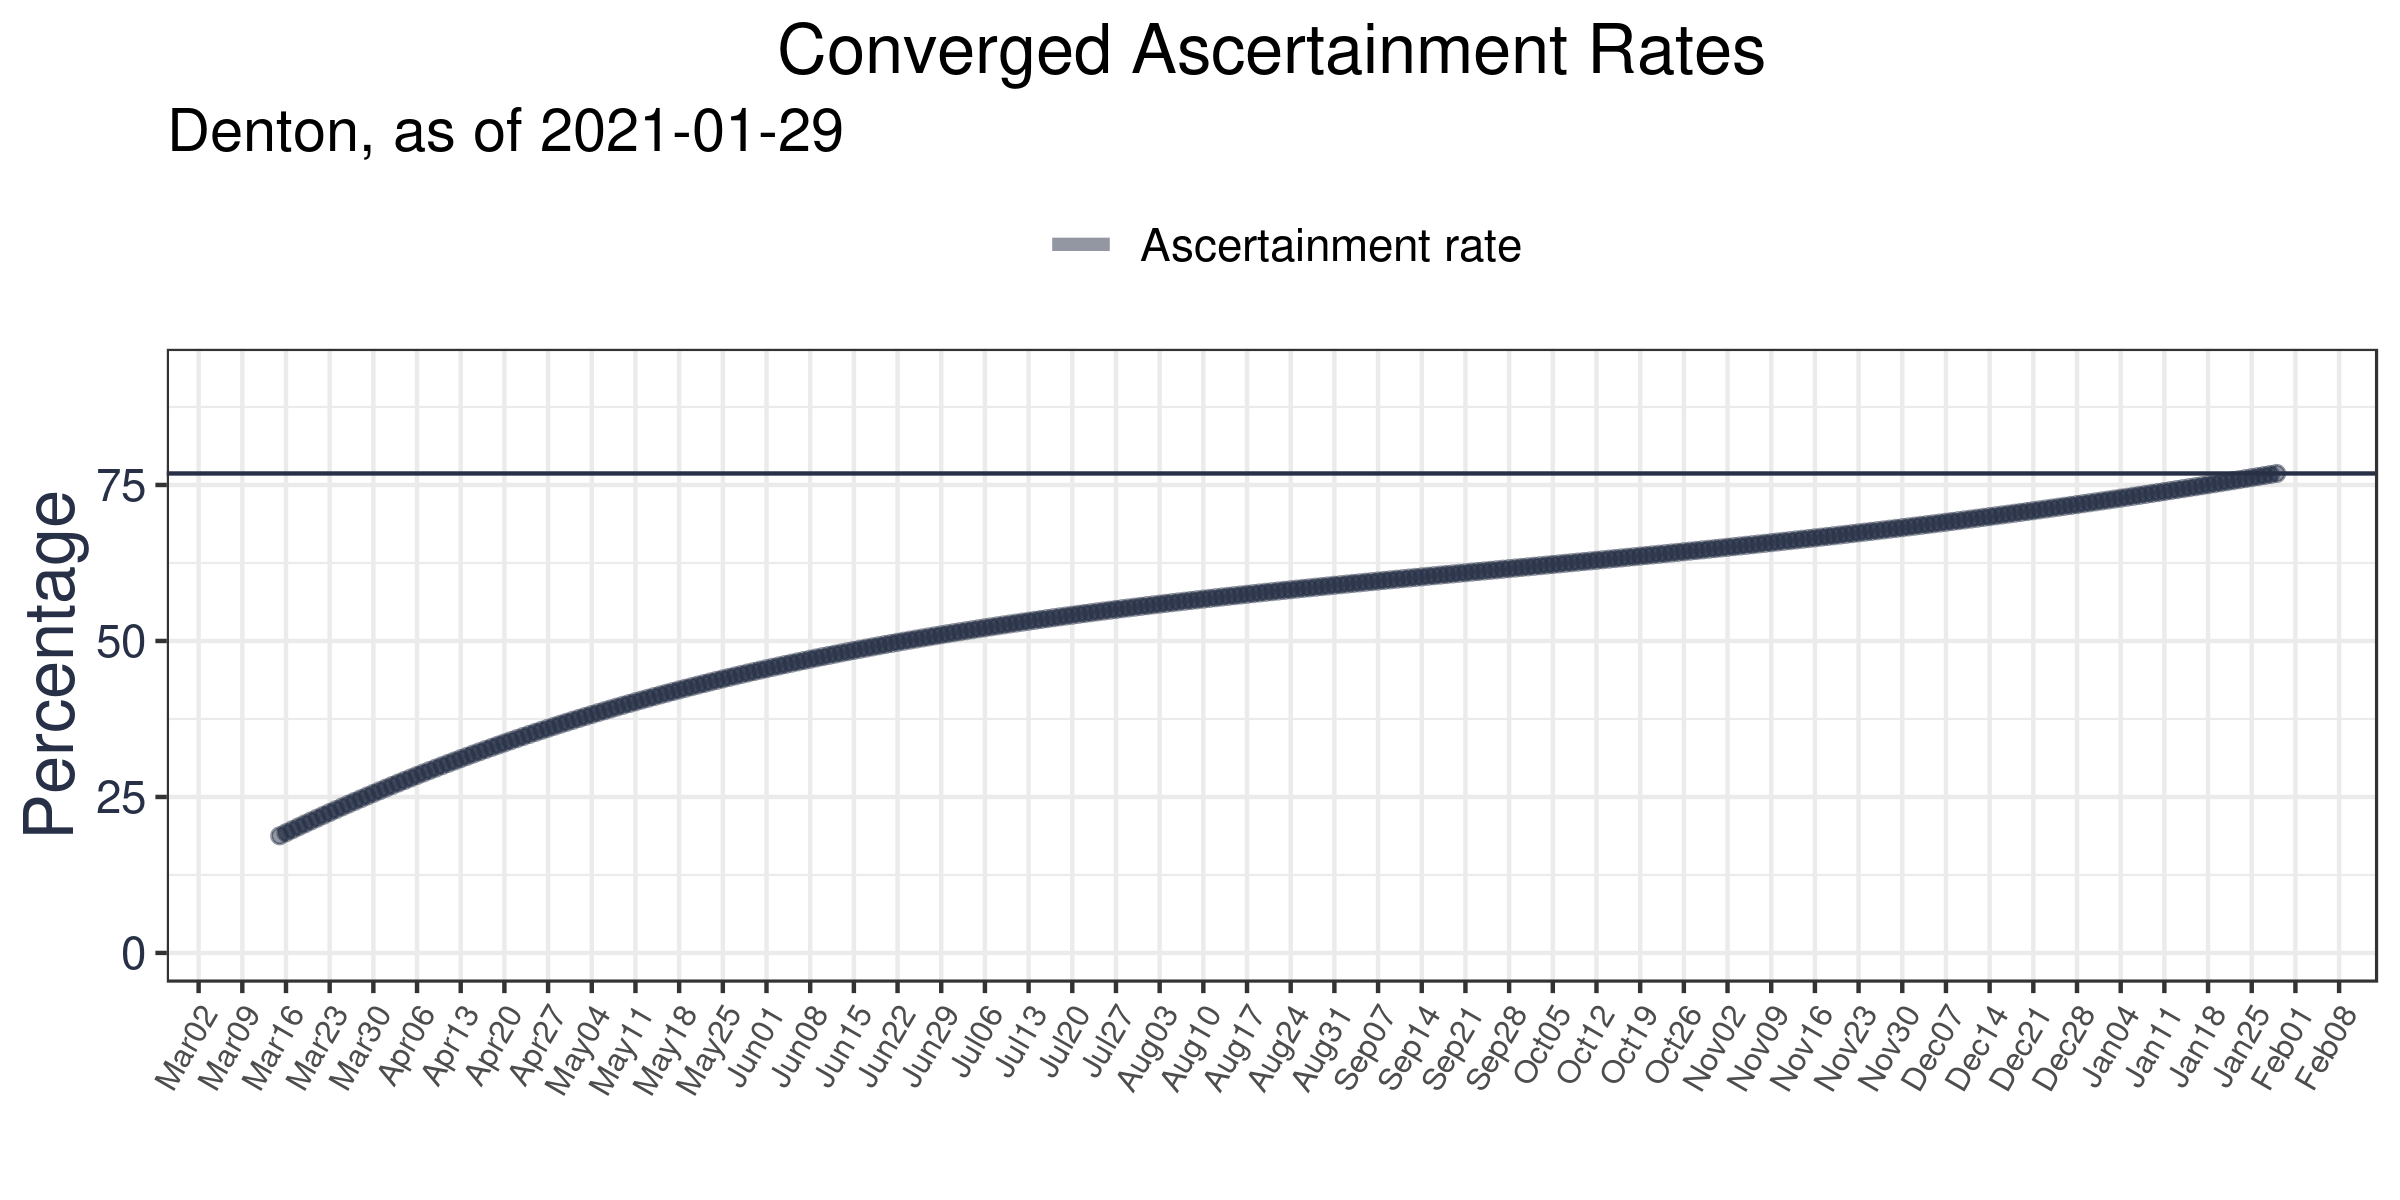 Converged Ascertainment Rates
Denton, as of 2021-01-29
Ascertainment rate
Percentage
75
50
25
0
Mar02 Mar09 Mar16 Mar23 Mar30 Apr06 Apr13 Apr20 Apr27 May04 May11 May18 May25 Jun01 Jun08 Jun15 Jun22 Jun29 Jul06 Jul13 Jul20 Jul27 Aug03 Aug10 Aug17 Aug24 Aug31 Sep07 Sep14 Sep21 Sep28 Oct05 Oct12 Oct19 Oct26 Nov02 Nov09 Nov16 Nov23 Nov30 Dec07 Dec14 Dec21 Dec28 Jan04 Jan11 Jan18 Jan25 Feb01 Feb08